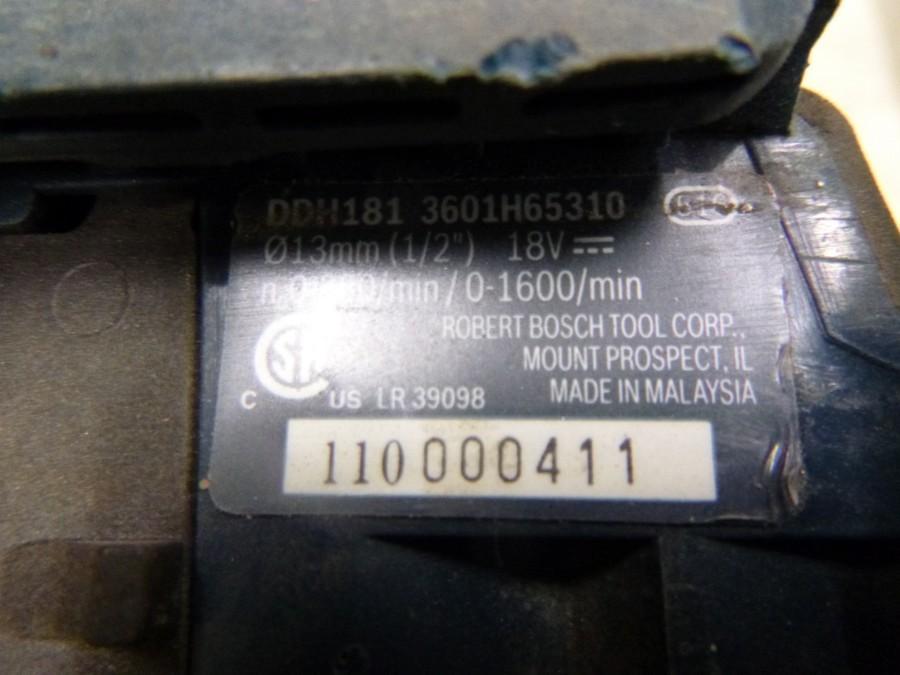 DDH181 3601H65310
Ø13mm (1/2") 18V
/min / 0-1600/min
ROBERT BOSCH TOOL CORP.,
MOUNT PROSPECT, IL
MADE IN MALAYSIA
C US LR 39098
110000411